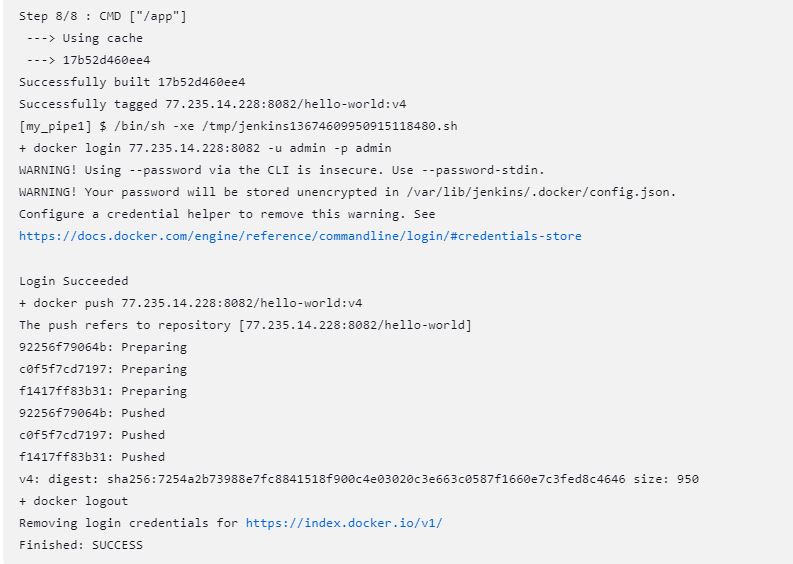 Step 8/8 : CMD ["/app"]
 ---> Using cache
 ---> 17b52d460ee4
Successfully built 17b52d460ee4
Successfully tagged 77.235.14.228:8082/hello-world:v4
[my_pipe1] $ /bin/sh -xe /tmp/jenkins13674609950915118480.sh
+ docker login 77.235.14.228:8082 -u admin -p admin
WARNING! Using --password via the CLI is insecure. Use --password-stdin.
WARNING! Your password will be stored unencrypted in /var/lib/jenkins/.docker/config.json.
Configure a credential helper to remove this warning. See
https://docs.docker.com/engine/reference/commandline/login/#credentials-store

Login Succeeded
+ docker push 77.235.14.228:8082/hello-world:v4
The push refers to repository [77.235.14.228:8082/hello-world]
92256f79064b: Preparing
c0f5f7cd7197: Preparing
f1417ff83b31: Preparing
92256f79064b: Pushed
c0f5f7cd7197: Pushed
f1417ff83b31: Pushed
v4: digest: sha256:7254a2b73988e7fc8841518f900c4e03020c3e663c0587f1660e7c3fed8c4646 size: 950
+ docker logout
Removing login credentials for https://index.docker.io/v1/
Finished: SUCCESS